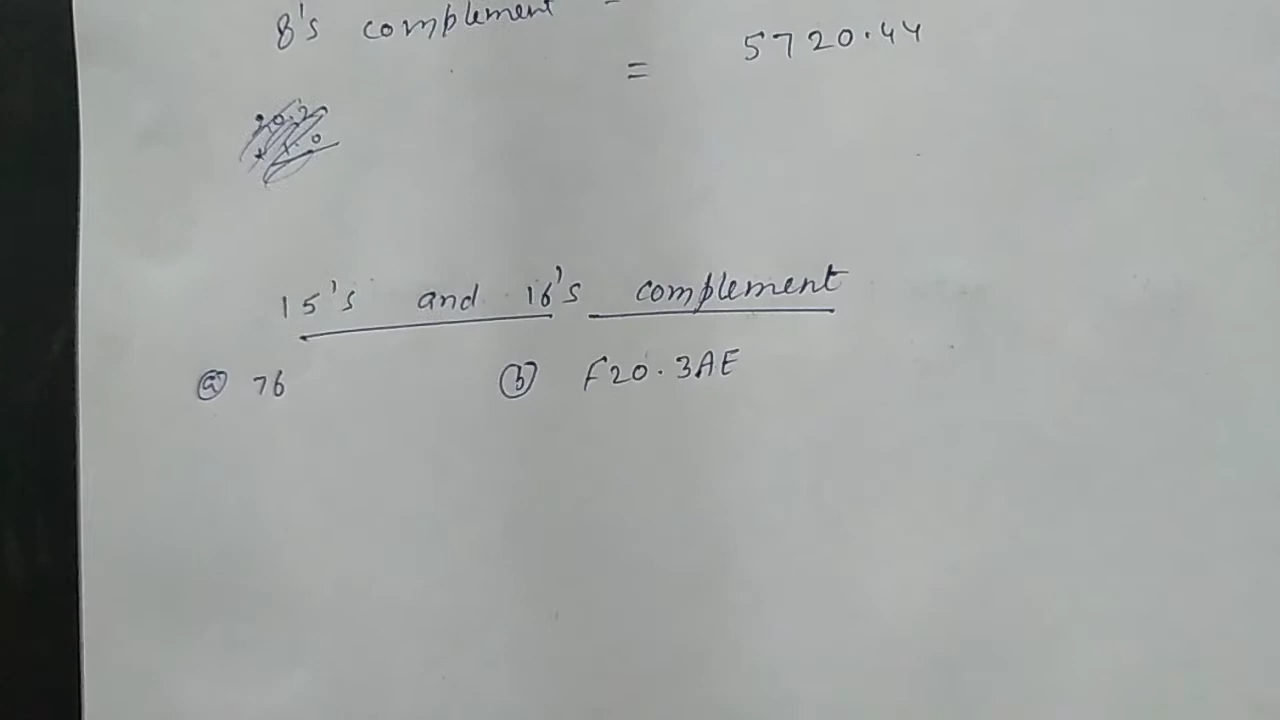 8's complement =
= 5720.44
15's and 16's complement
(a) 76 (b) F20.3AE